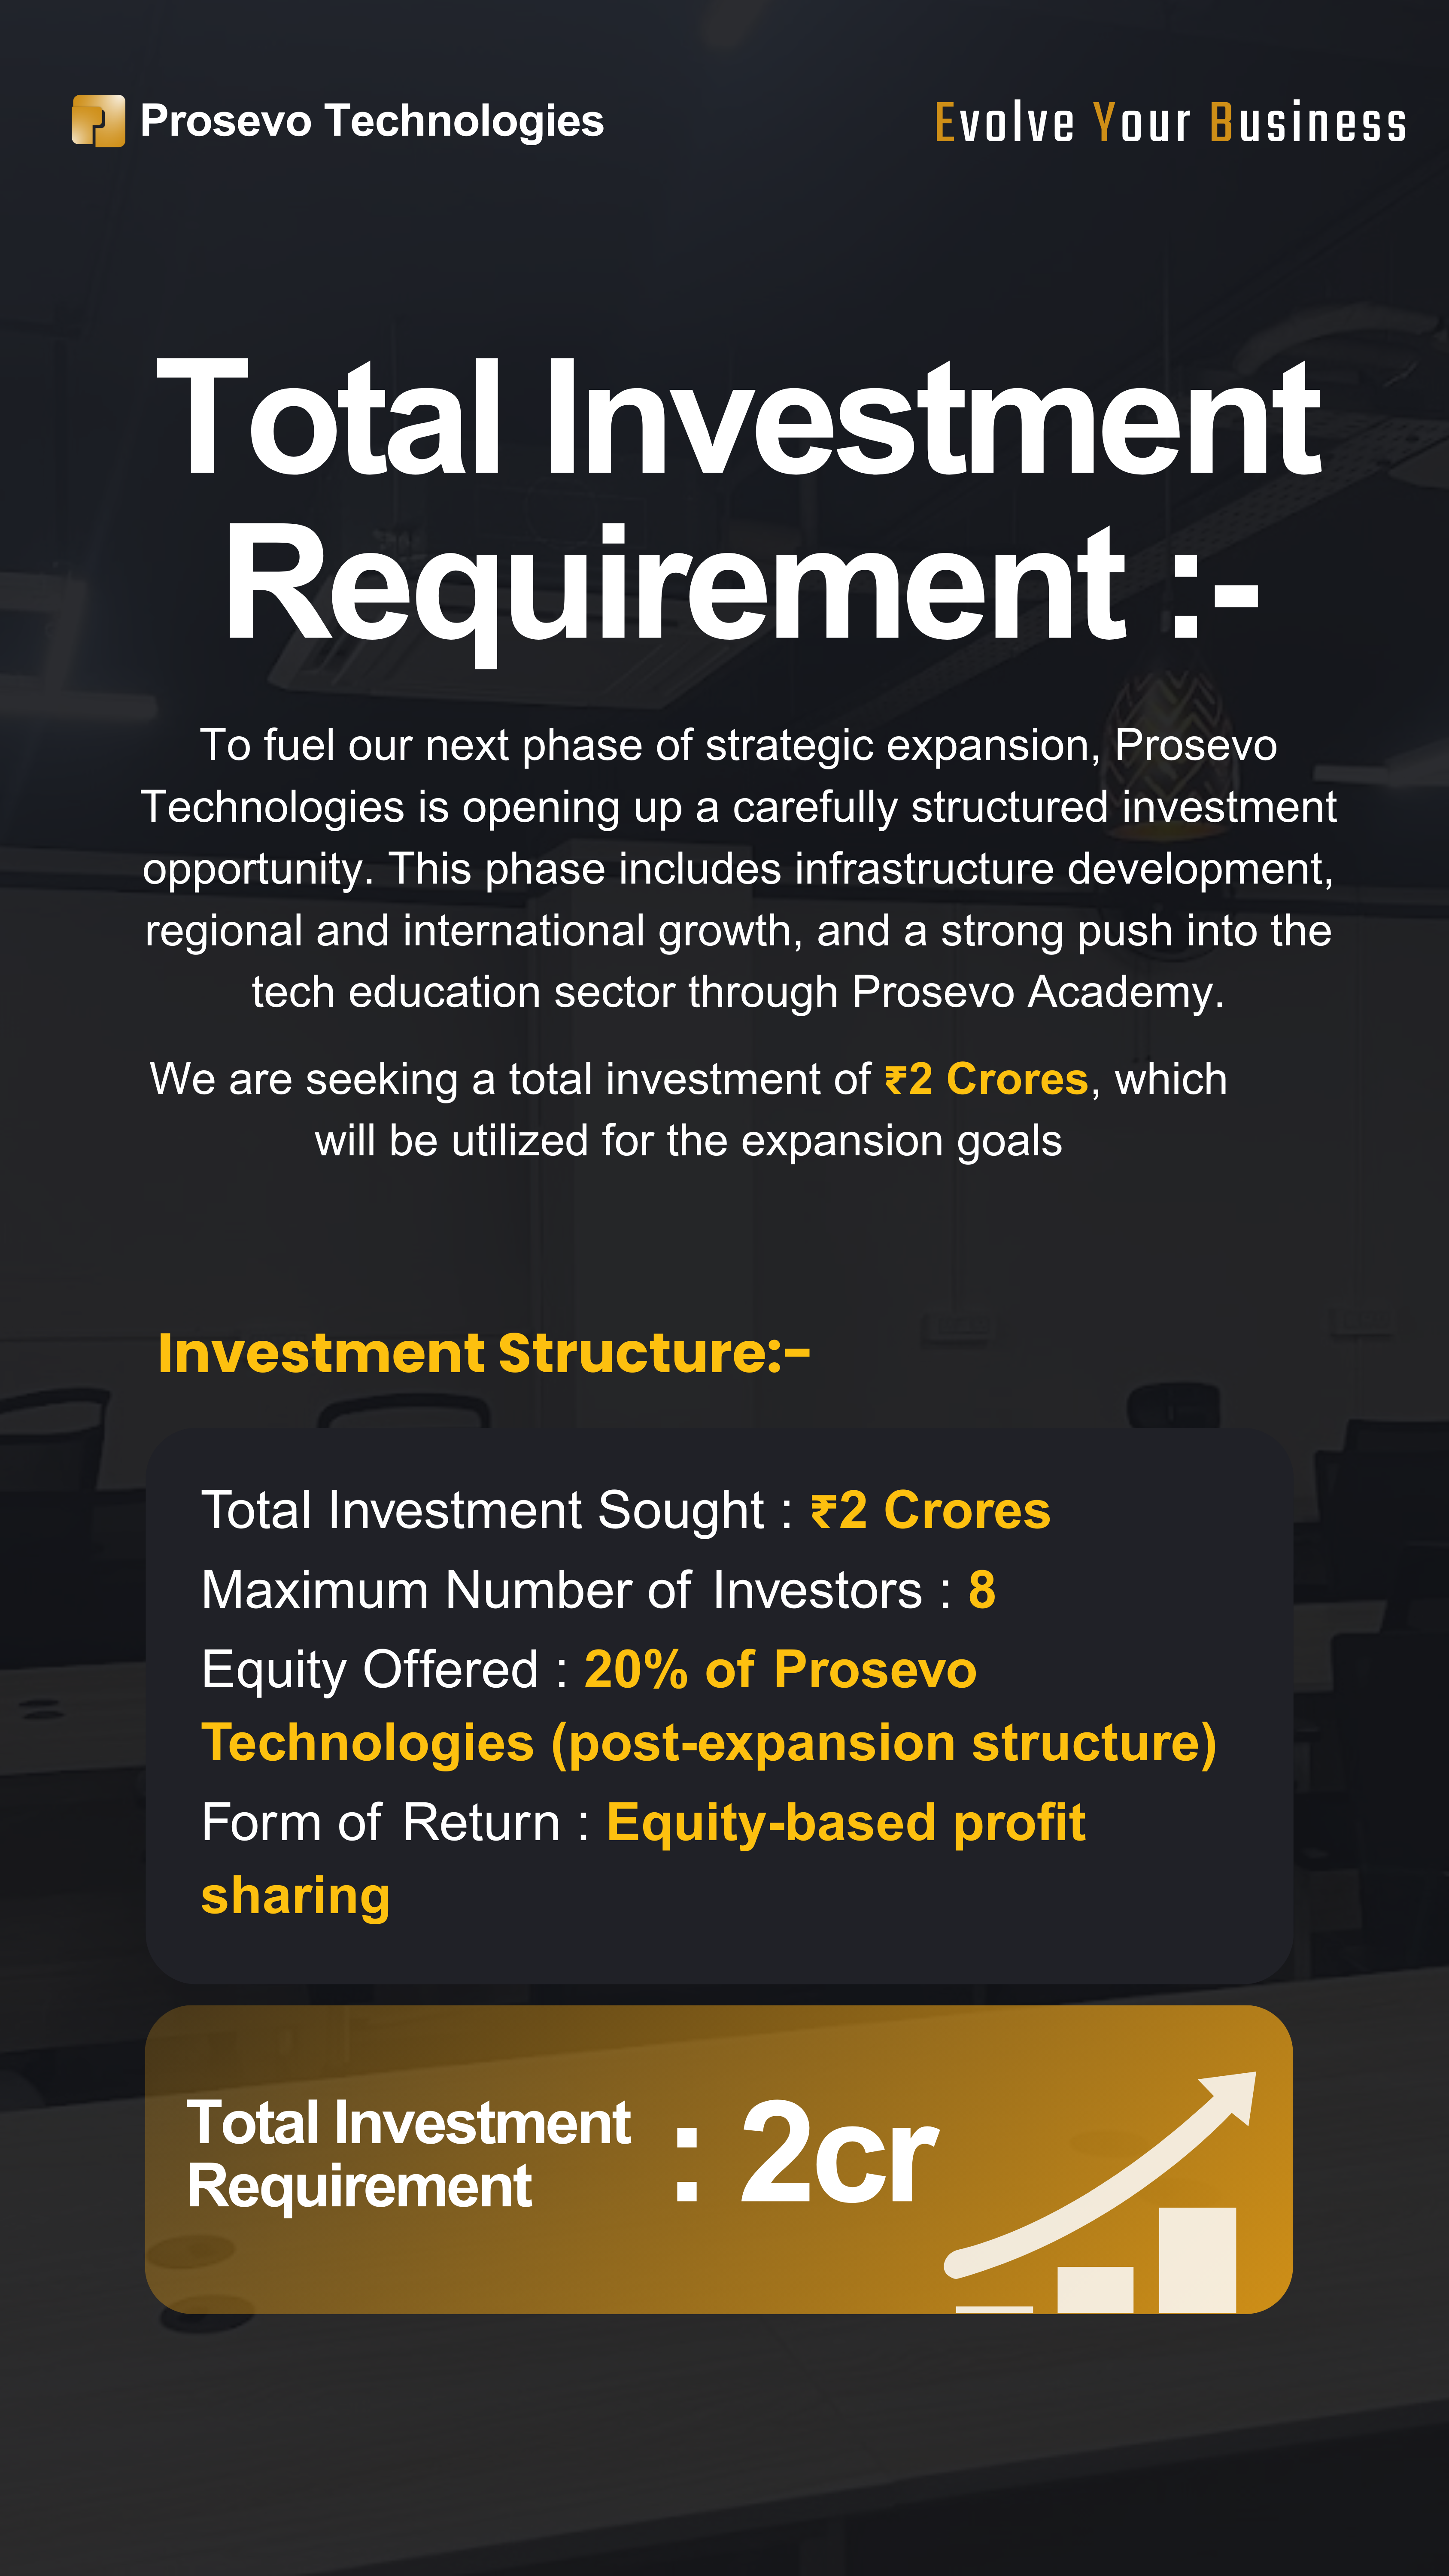 Prosevo Technologies
Evolve Your Business
Total Investment
Requirement :-
To fuel our next phase of strategic expansion, Prosevo
Technologies is opening up a carefully structured investment
opportunity. This phase includes infrastructure development,
regional and international growth, and a strong push into the
tech education sector through Prosevo Academy.
We are seeking a total investment of ₹2 Crores, which
will be utilized for the expansion goals
Investment Structure:-
Total Investment Sought : ₹2 Crores
Maximum Number of Investors : 8
Equity Offered : 20% of Prosevo
Technologies (post-expansion structure)
Form of Return : Equity-based profit
sharing
Total Investment
Requirement
: 2cr